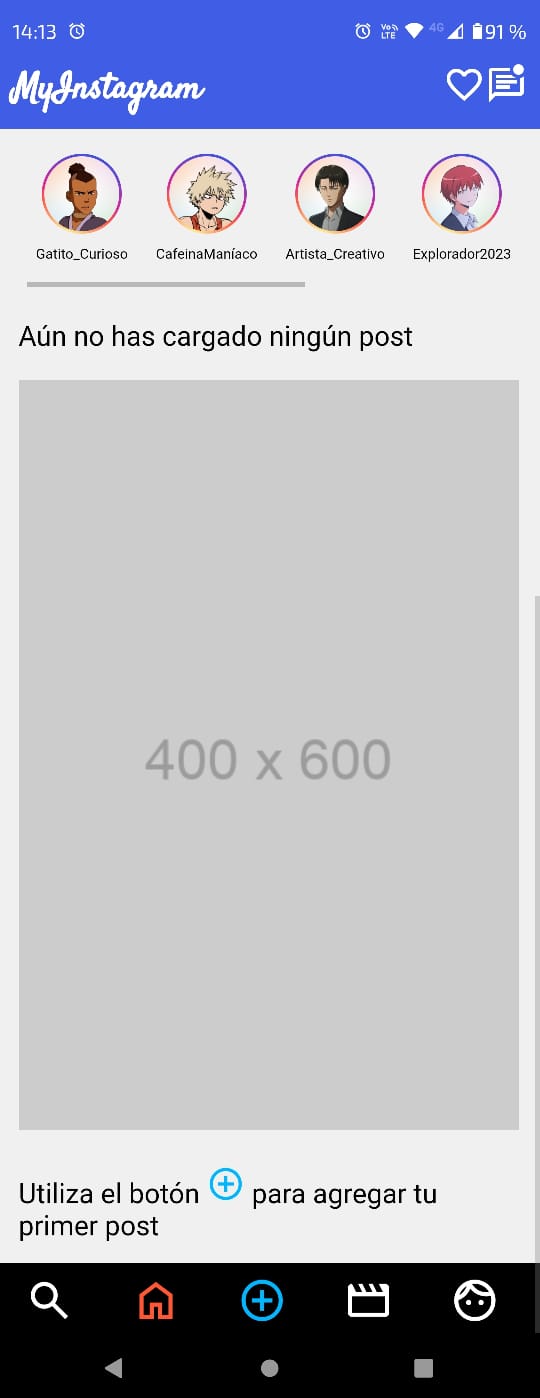 14:13 Vo) LTE 4G 91 %
MyInstagram
Gatito_Curioso CafeinaManíaco Artista_Creativo Explorador2023
Aún no has cargado ningún post
400 x 600
Utiliza el botón para agregar tu
primer post